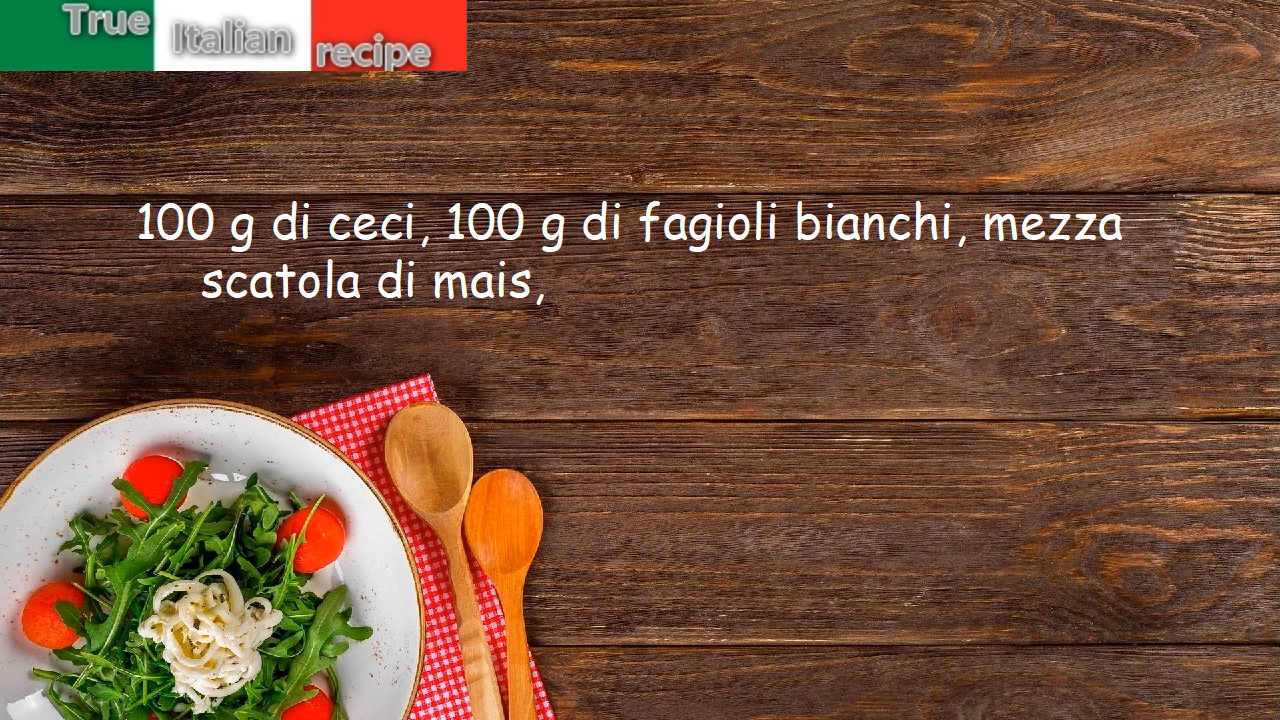 True Italian recipe
100 g di ceci, 100 g di fagioli bianchi, mezza
scatola di mais,